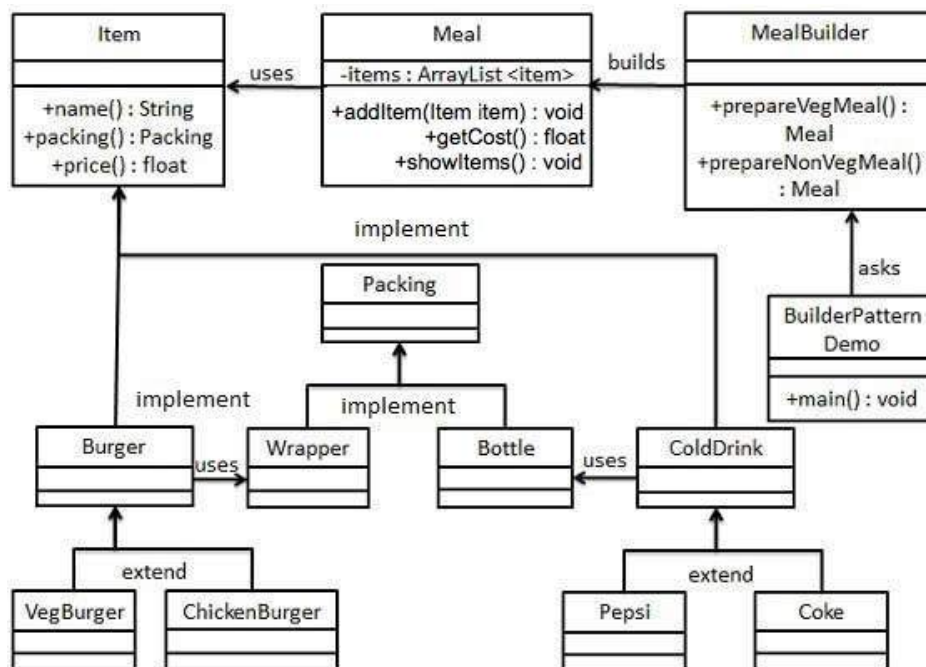 Item
+name() : String
+packing() : Packing
+price() : float
uses
Meal
-items : ArrayList <item>
+addItem(Item item) : void
+getCost() : float
+showItems() : void
builds
MealBuilder
+prepareVegMeal() :
Meal
+prepareNonVegMeal()
: Meal
implement
asks
Packing
BuilderPattern
Demo
+main() : void
implement
implement
Burger
uses
Wrapper
Bottle
uses
ColdDrink
extend
extend
VegBurger
ChickenBurger
Pepsi
Coke